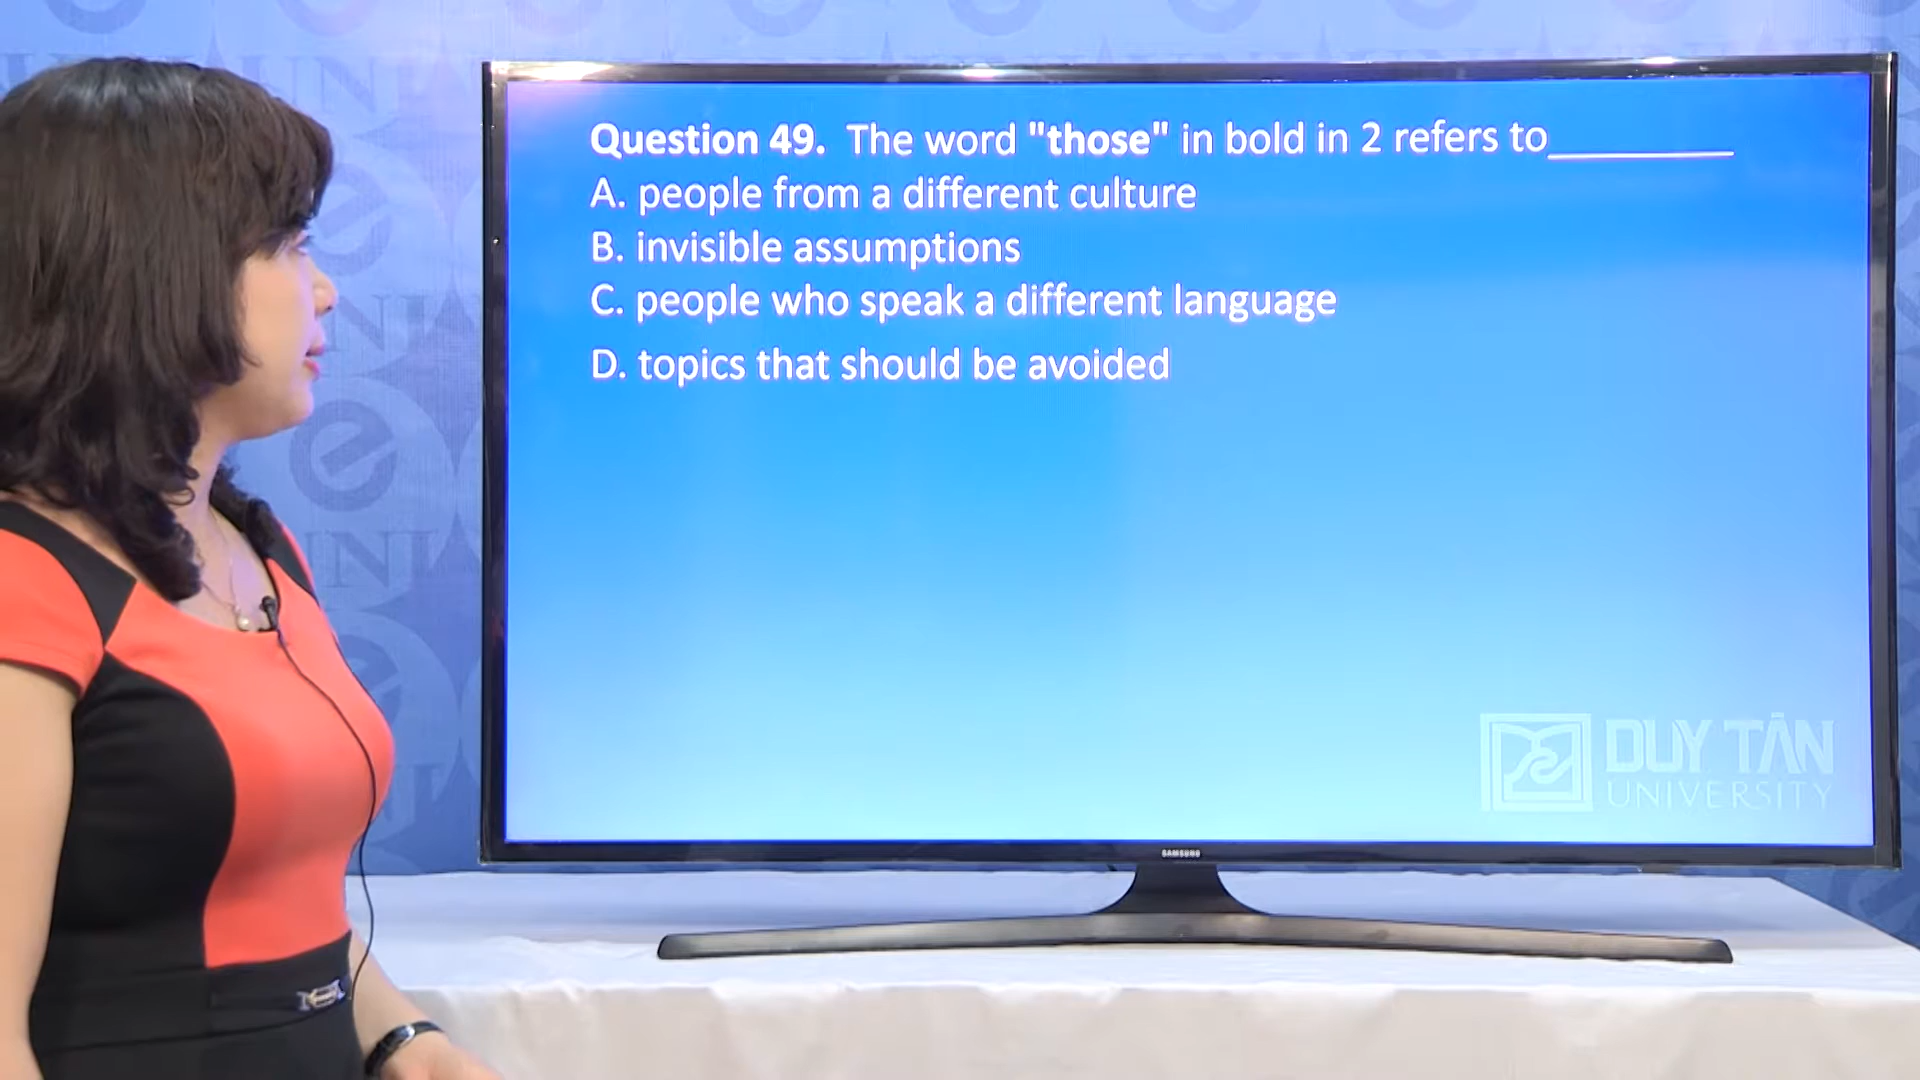 Question 49. The word "those" in bold in 2 refers to________
A. people from a different culture
B. invisible assumptions
C. people who speak a different language
D. topics that should be avoided
DUY TÂN
UNIVERSITY
SAMSUNG